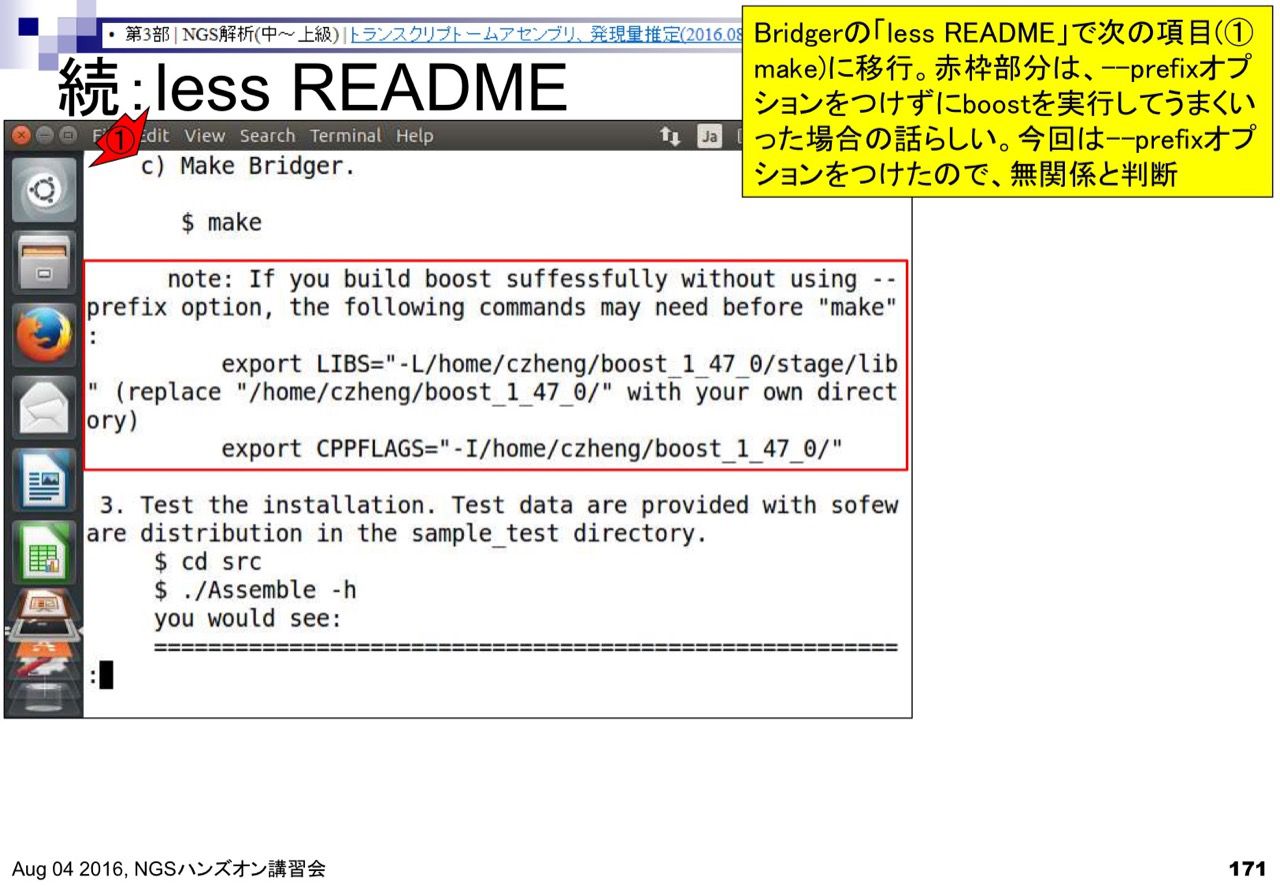 • 第3部 | NGS解析(中～上級) | トランスクリプトームアセンブリ、発現量推定(2016.08
続：less README
Bridgerの「less README」で次の項目(①
make)に移行。赤枠部分は、--prefixオプ
ションをつけずにboostを実行してうまくい
った場合の話らしい。今回は--prefixオプ
ションをつけたので、無関係と判断
①
Edit View Search Terminal Help
Ja
c) Make Bridger.
$ make
note: If you build boost suffessfully without using --
prefix option, the following commands may need before "make"
:
export LIBS="-L/home/czheng/boost_1_47_0/stage/lib
" (replace "/home/czheng/boost_1_47_0/" with your own direct
ory)
export CPPFLAGS="-I/home/czheng/boost_1_47_0/"
3. Test the installation. Test data are provided with sofew
are distribution in the sample_test directory.
$ cd src
$ ./Assemble -h
you would see:
=======================================================
:
Aug 04 2016, NGSハンズオン講習会
171